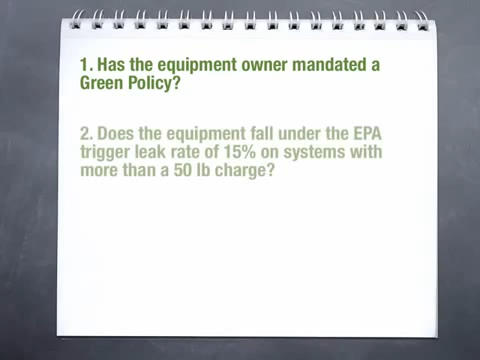 1. Has the equipment owner mandated a
Green Policy?
2. Does the equipment fall under the EPA
trigger leak rate of 15% on systems with
more than a 50 lb charge?